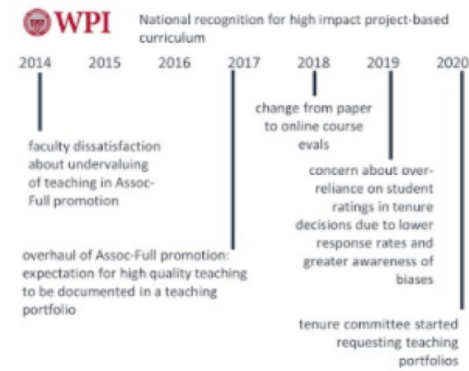 WPI
National recognition for high impact project-based
curriculum
2014 2015 2016 2017 2018 2019 2020
faculty dissatisfaction
about undervaluing
of teaching in Assoc-
Full promotion
overhaul of Assoc-Full promotion:
expectation for high quality teaching
to be documented in a teaching
portfolio
change from paper
to online course
evals
concern about over-
reliance on student
ratings in tenure
decisions due to lower
response rates and
greater awareness of
biases
tenure committee started
requesting teaching
portfolios